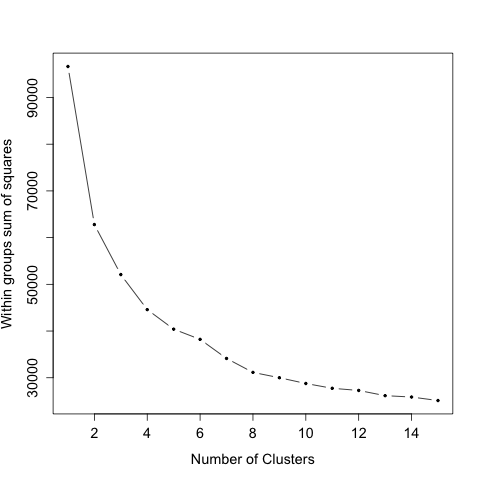 Within groups sum of squares
90000
70000
50000
30000
2 4 6 8 10 12 14
Number of Clusters